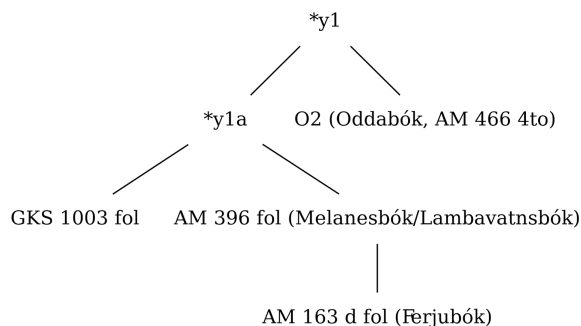 *y1
*y1a O2 (Oddabók, AM 466 4to)
GKS 1003 fol AM 396 fol (Melanesbók/Lambavatnsbók)
AM 163 d fol (Ferjubók)